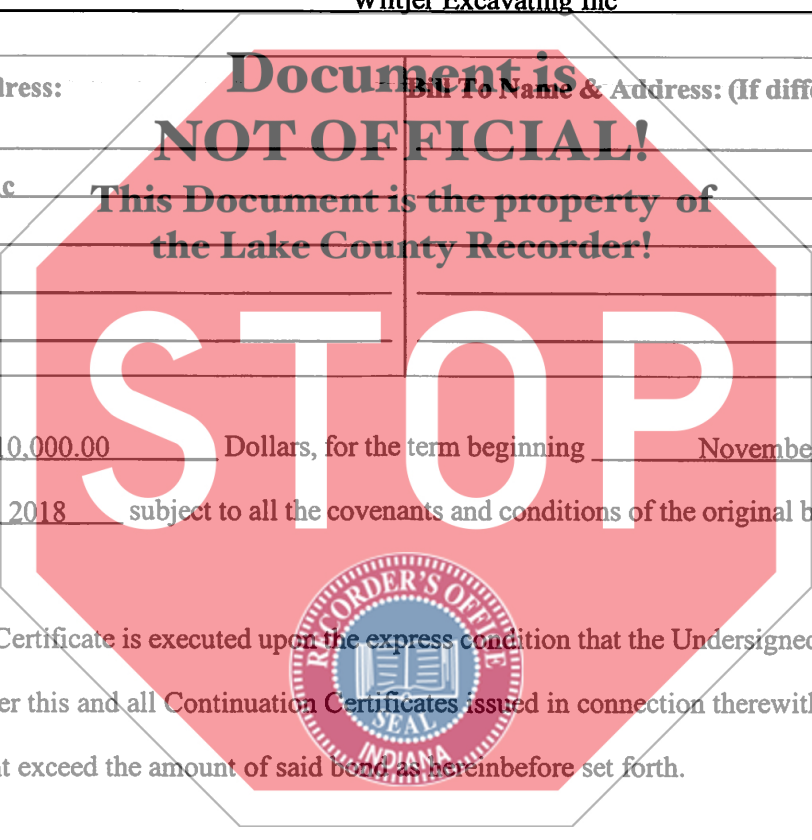 Witjer Excavating Inc
Document is
dress: Bill To Name & Address: (If diffe
NOT OFFICIAL!
c
This Document is the property of
the Lake County Recorder!
STOP
10,000.00 Dollars, for the term beginning Novembe
2018 subject to all the covenants and conditions of the original b
RECORDER'S OFFICE
Certificate is executed upon the express condition that the Undersigned
er this and all Continuation Certificates issued in connection therewith
SEAL
INDIANA
t exceed the amount of said bond as hereinbefore set forth.